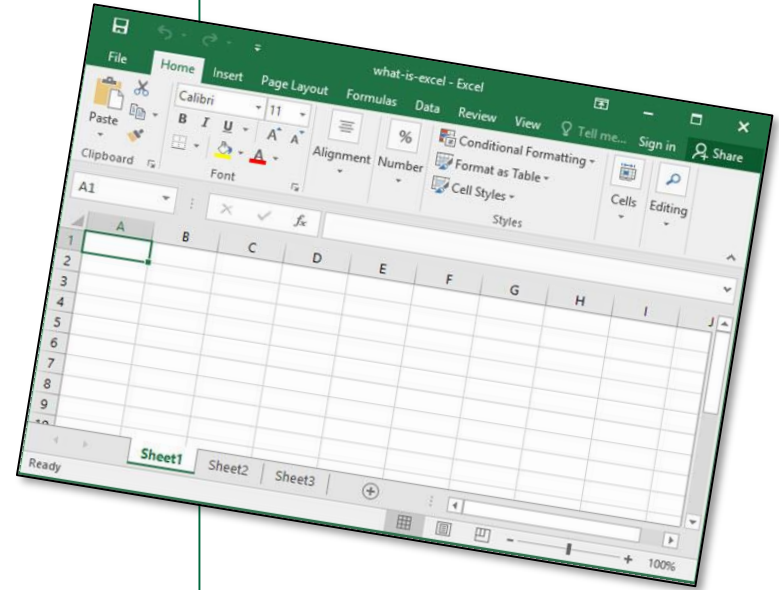 what-is-excel - Excel
File Home Insert Page Layout Formulas Data Review View Tell me... Sign in Share
Paste
Calibri 11
B I U A A
A
Alignment
%
Number
Conditional Formatting
Format as Table
Cell Styles
Cells
Editing
Clipboard
Font
Styles
A1
fx
A B C D E F G H I J
1
2
3
4
5
6
7
8
9
10
Sheet1 Sheet2 Sheet3
Ready
- + 100%